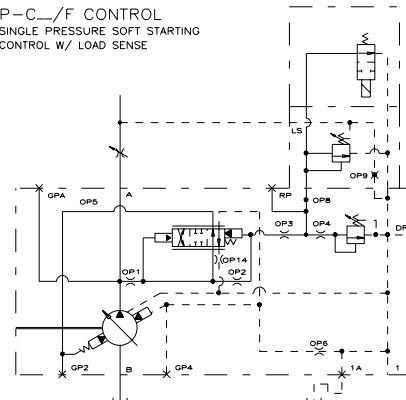 P-C__/F CONTROL
SINGLE PRESSURE SOFT STARTING
CONTROL W/ LOAD SENSE
LS
OP9
GPA
A
RP
OP5
OP8
OP3
OP4
DR
OP14
OP1
OP2
OP6
GP2
B
GP4
1A
1